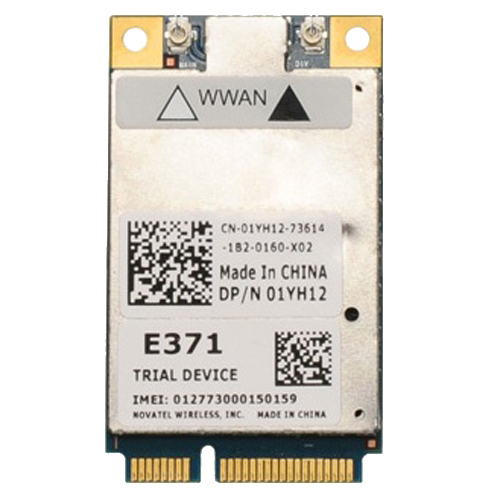 MAIN
DIV
WWAN
CN-01YH12-73614
-1B2-0160-X02
Made In CHINA
DP/N 01YH12
E371
TRIAL DEVICE
IMEI: 012773000150159
NOVATEL WIRELESS, INC. MADE IN CHINA